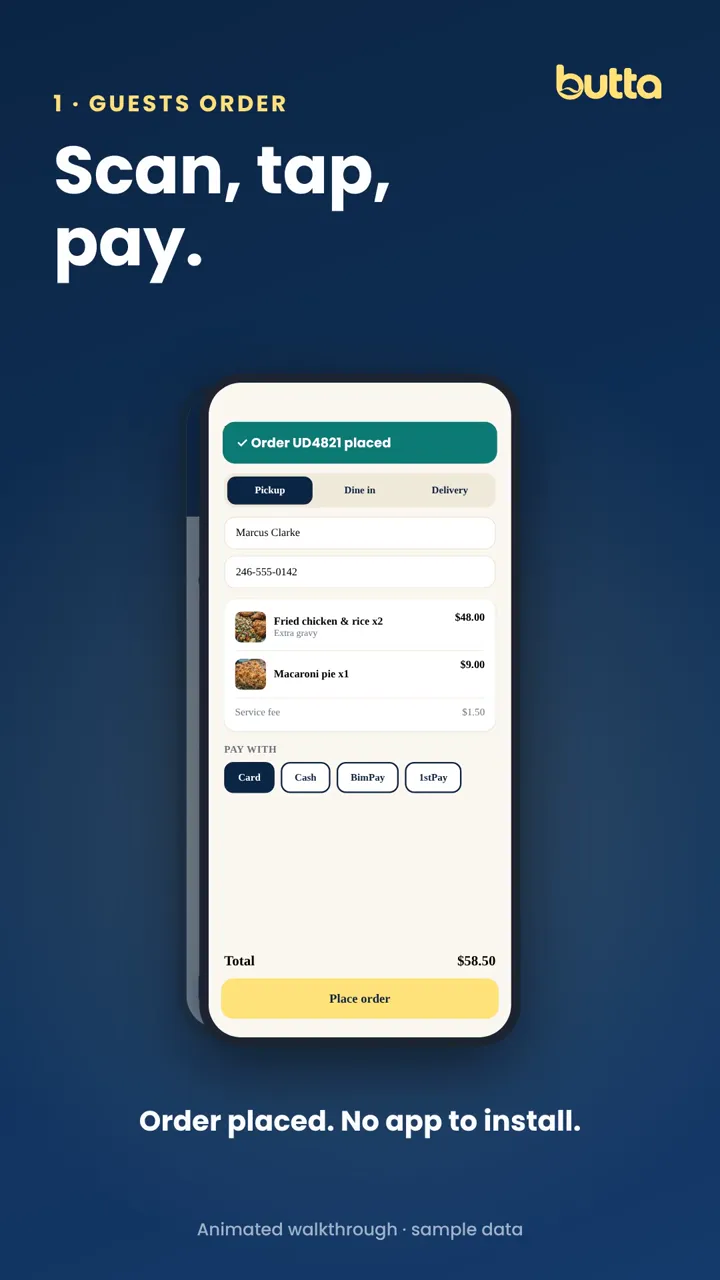 butta
1 · GUESTS ORDER
Scan, tap,
pay.
✓ Order UD4821 placed
Pickup Dine in Delivery
Marcus Clarke
246-555-0142
Fried chicken & rice x2 $48.00
Extra gravy
Macaroni pie x1 $9.00
Service fee $1.50
PAY WITH
Card Cash BimPay 1stPay
Total $58.50
Place order
Order placed. No app to install.
Animated walkthrough · sample data